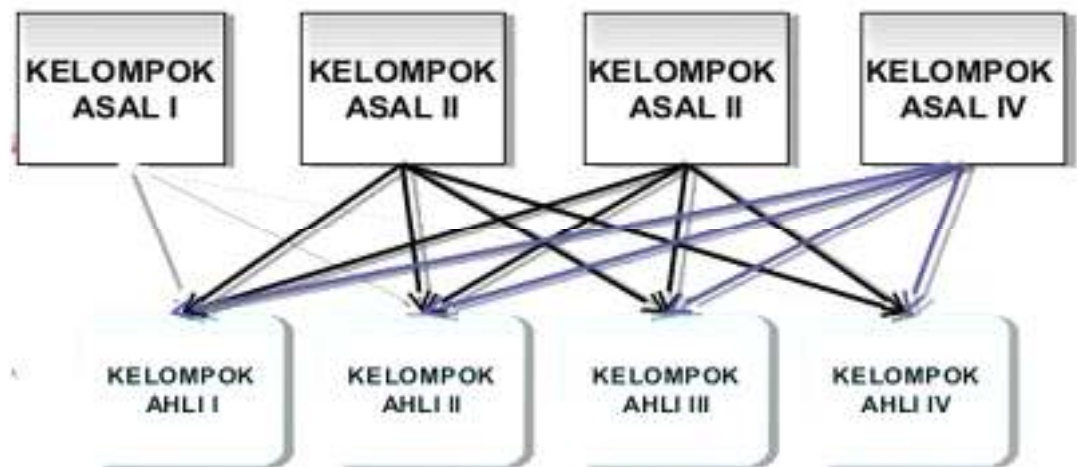 KELOMPOK
ASAL I
KELOMPOK
ASAL II
KELOMPOK
ASAL II
KELOMPOK
ASAL IV
KELOMPOK
AHLI I
KELOMPOK
AHLI II
KELOMPOK
AHLI III
KELOMPOK
AHLI IV